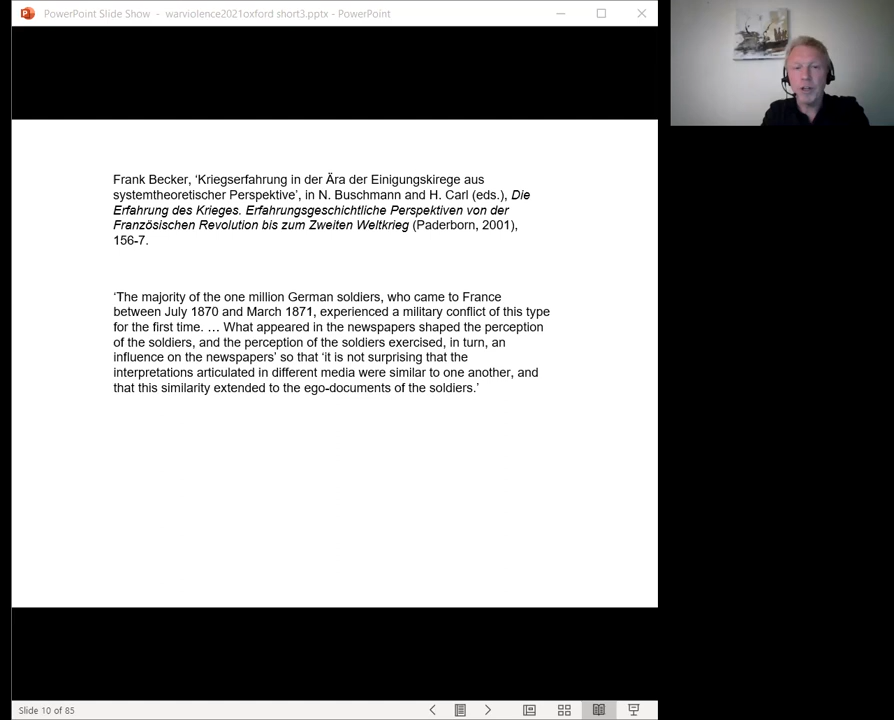 PowerPoint Slide Show - warviolence2021oxford short3.pptx - PowerPoint
Frank Becker, ‘Kriegserfahrung in der Ära der Einigungskirege aus
systemtheoretischer Perspektive’, in N. Buschmann and H. Carl (eds.), Die
Erfahrung des Krieges. Erfahrungsgeschichtliche Perspektiven von der
Französischen Revolution bis zum Zweiten Weltkrieg (Paderborn, 2001),
156-7.
‘The majority of the one million German soldiers, who came to France
between July 1870 and March 1871, experienced a military conflict of this type
for the first time. … What appeared in the newspapers shaped the perception
of the soldiers, and the perception of the soldiers exercised, in turn, an
influence on the newspapers’ so that ‘it is not surprising that the
interpretations articulated in different media were similar to one another, and
that this similarity extended to the ego-documents of the soldiers.’
Slide 10 of 85